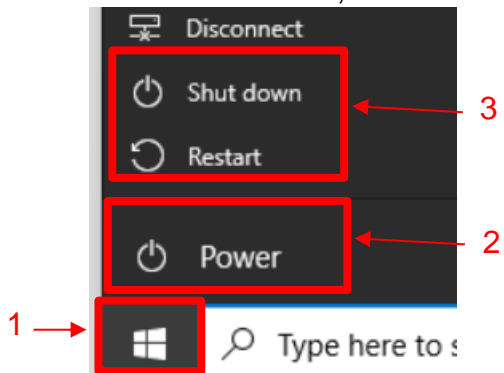 Disconnect
Shut down
3
Restart
2
Power
1
Type here to s